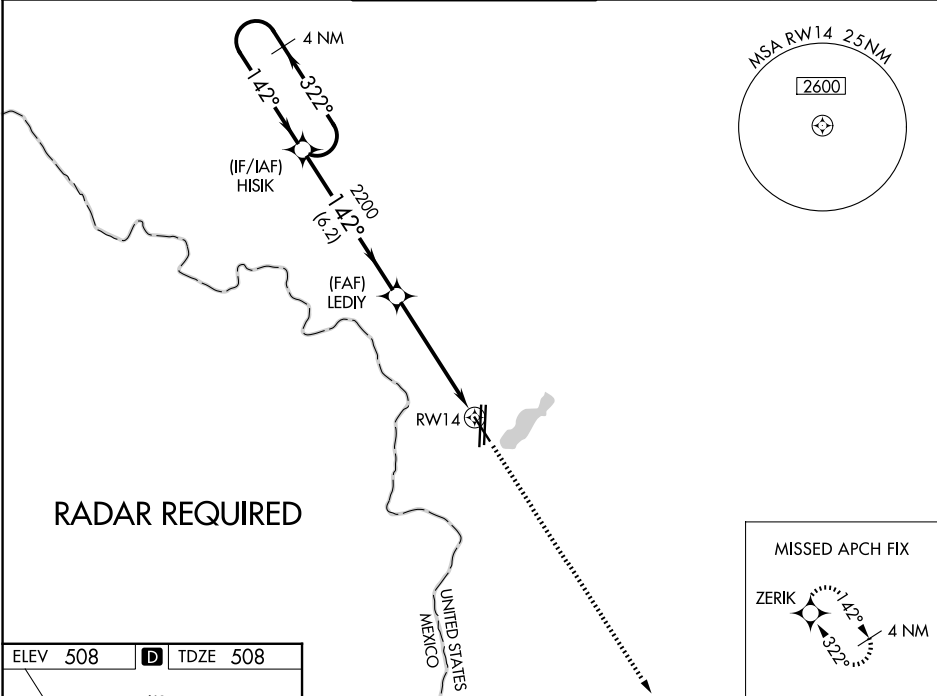 4 NM
142°
322°
(IF/IAF)
HISIK
2200
142°
(6.2)
(FAF)
LEDIY
RW14
MSA RW14 25NM
2600
RADAR REQUIRED
UNITED STATES
MEXICO
MISSED APCH FIX
ZERIK
142°
322°
4 NM
ELEV 508 D TDZE 508